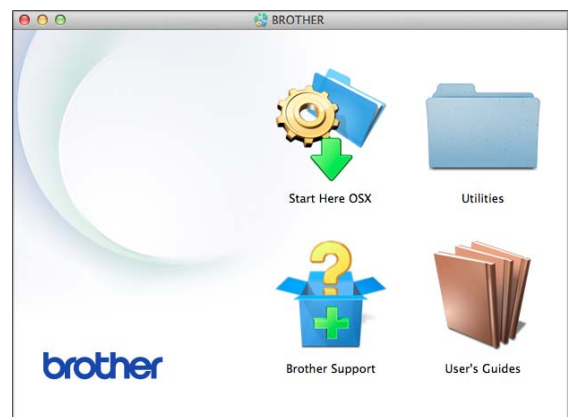 BROTHER
Start Here OSX
Utilities
Brother Support
User's Guides
brother